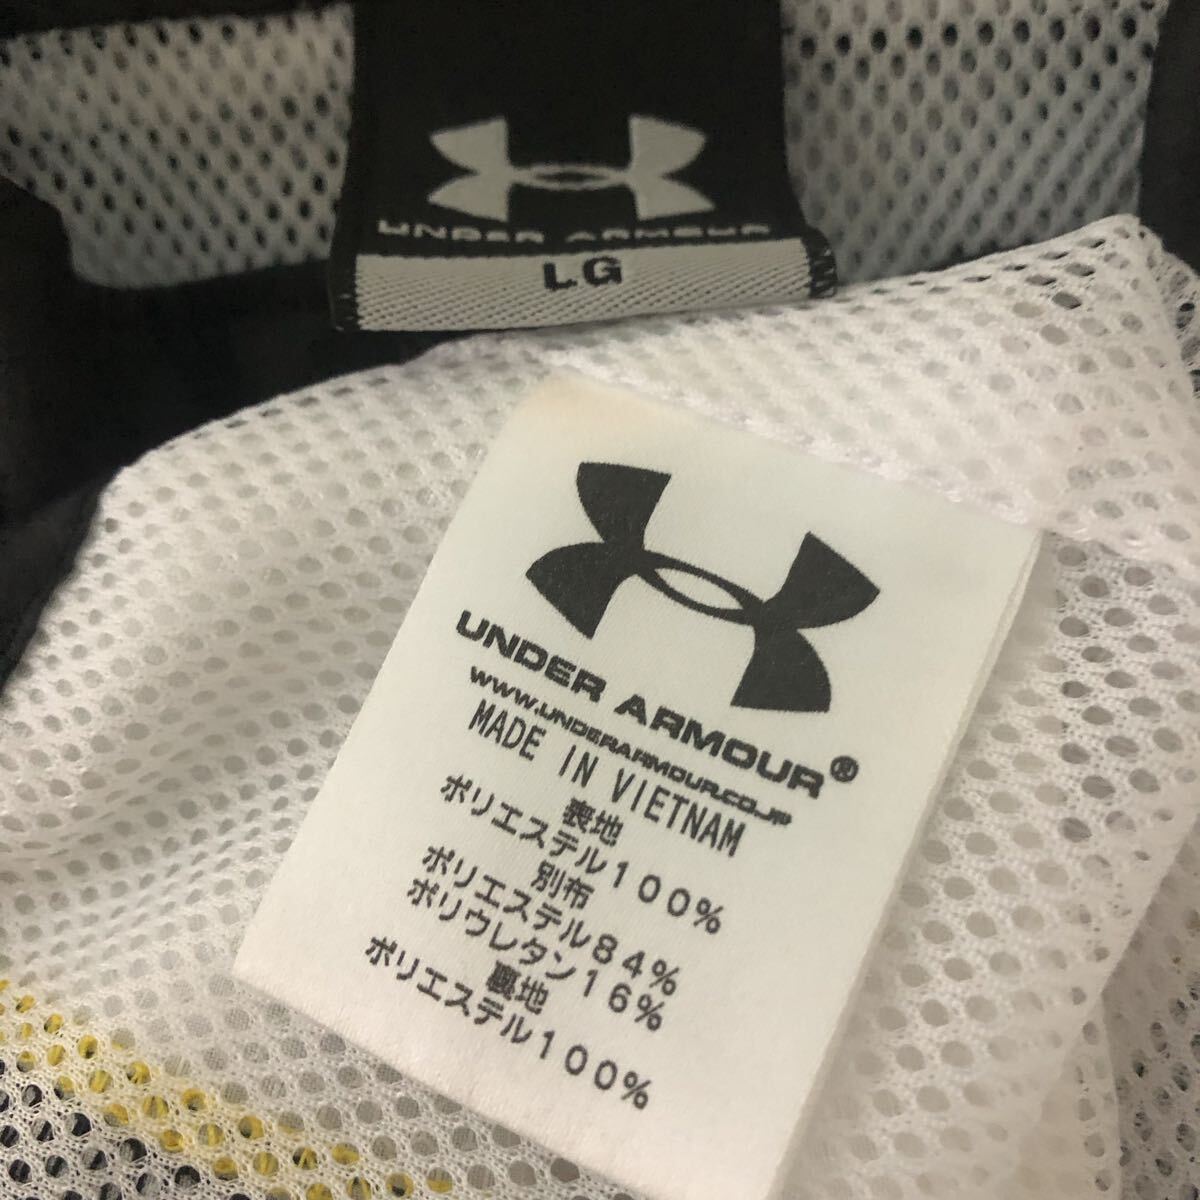 UNDER ARMOUR
LG
UNDER ARMOUR®
www.UNDERARMOUR.CO.JP
MADE IN VIETNAM
表地
ポリエステル100%
別布
ポリエステル84%
ポリウレタン16%
裏地
ポリエステル100%